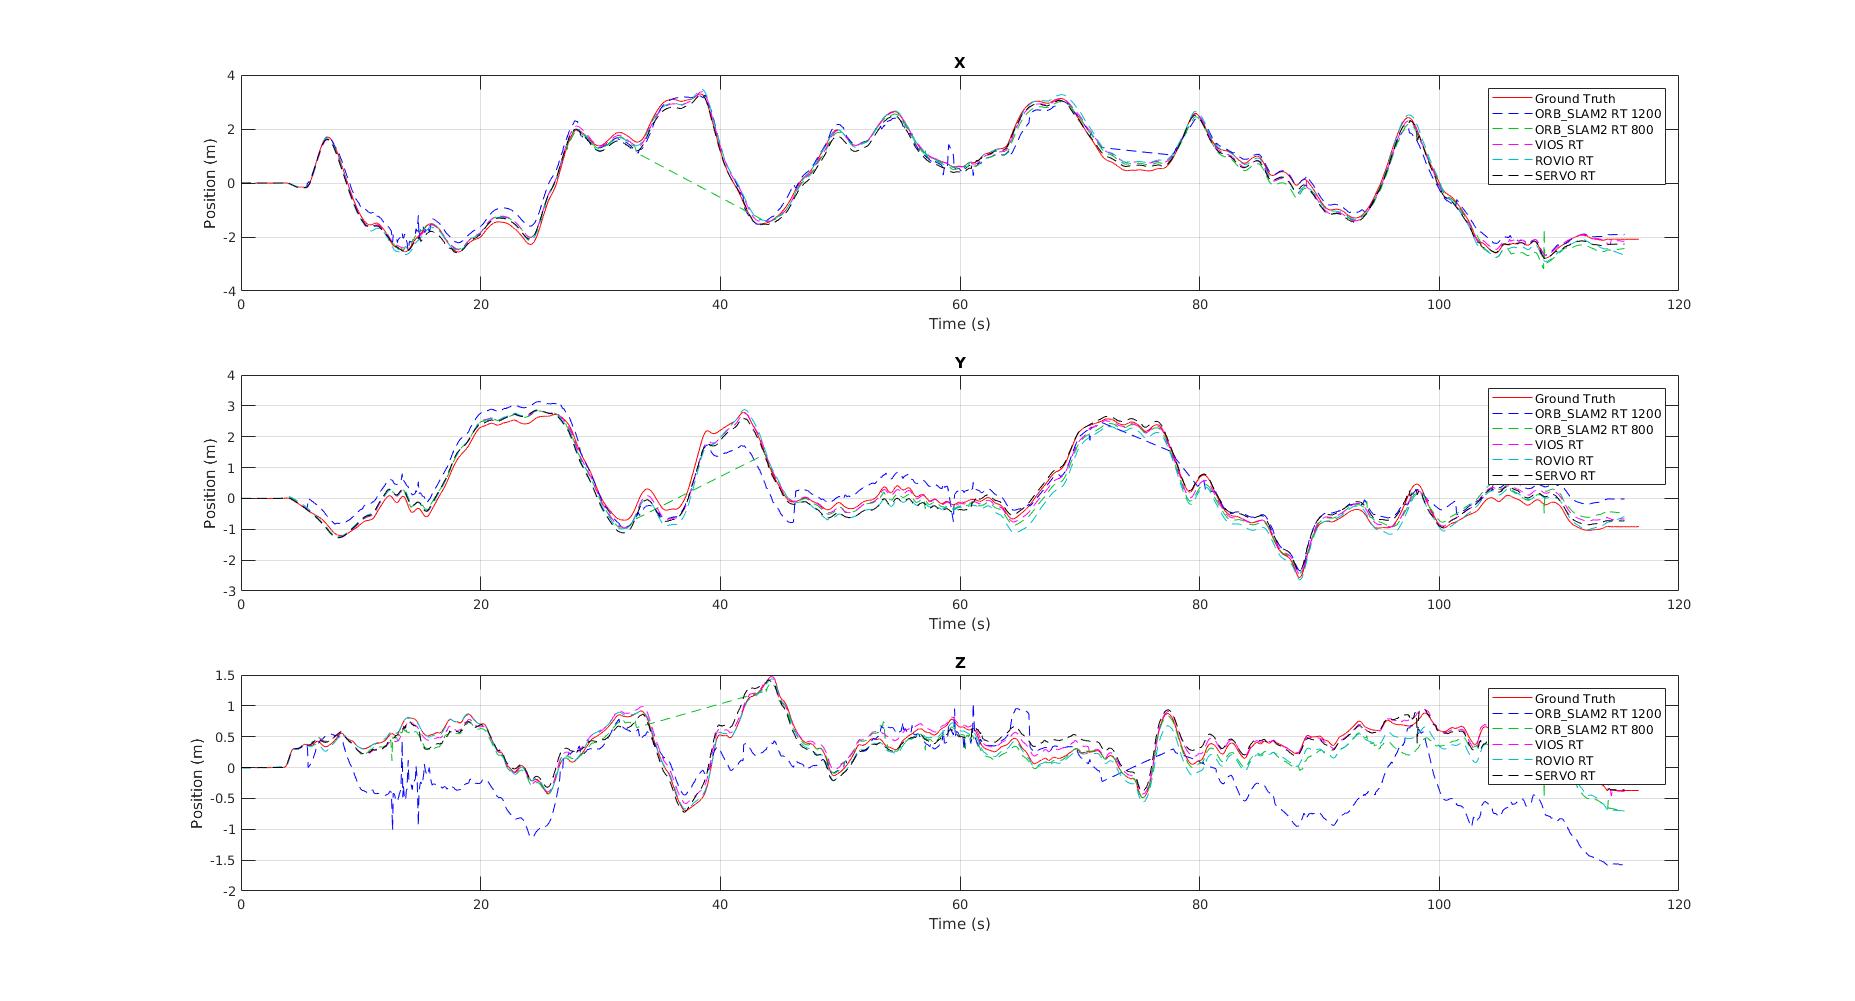 X
4
2
0
-2
-4
Position (m)
0 20 40 60 80 100 120
Time (s)
Ground Truth
ORB_SLAM2 RT 1200
ORB_SLAM2 RT 800
VIOS RT
ROVIO RT
SERVO RT
Y
4
3
2
1
0
-1
-2
-3
Position (m)
0 20 40 60 80 100 120
Time (s)
Ground Truth
ORB_SLAM2 RT 1200
ORB_SLAM2 RT 800
VIOS RT
ROVIO RT
SERVO RT
Z
1.5
1
0.5
0
-0.5
-1
-1.5
-2
Position (m)
0 20 40 60 80 100 120
Time (s)
Ground Truth
ORB_SLAM2 RT 1200
ORB_SLAM2 RT 800
VIOS RT
ROVIO RT
SERVO RT